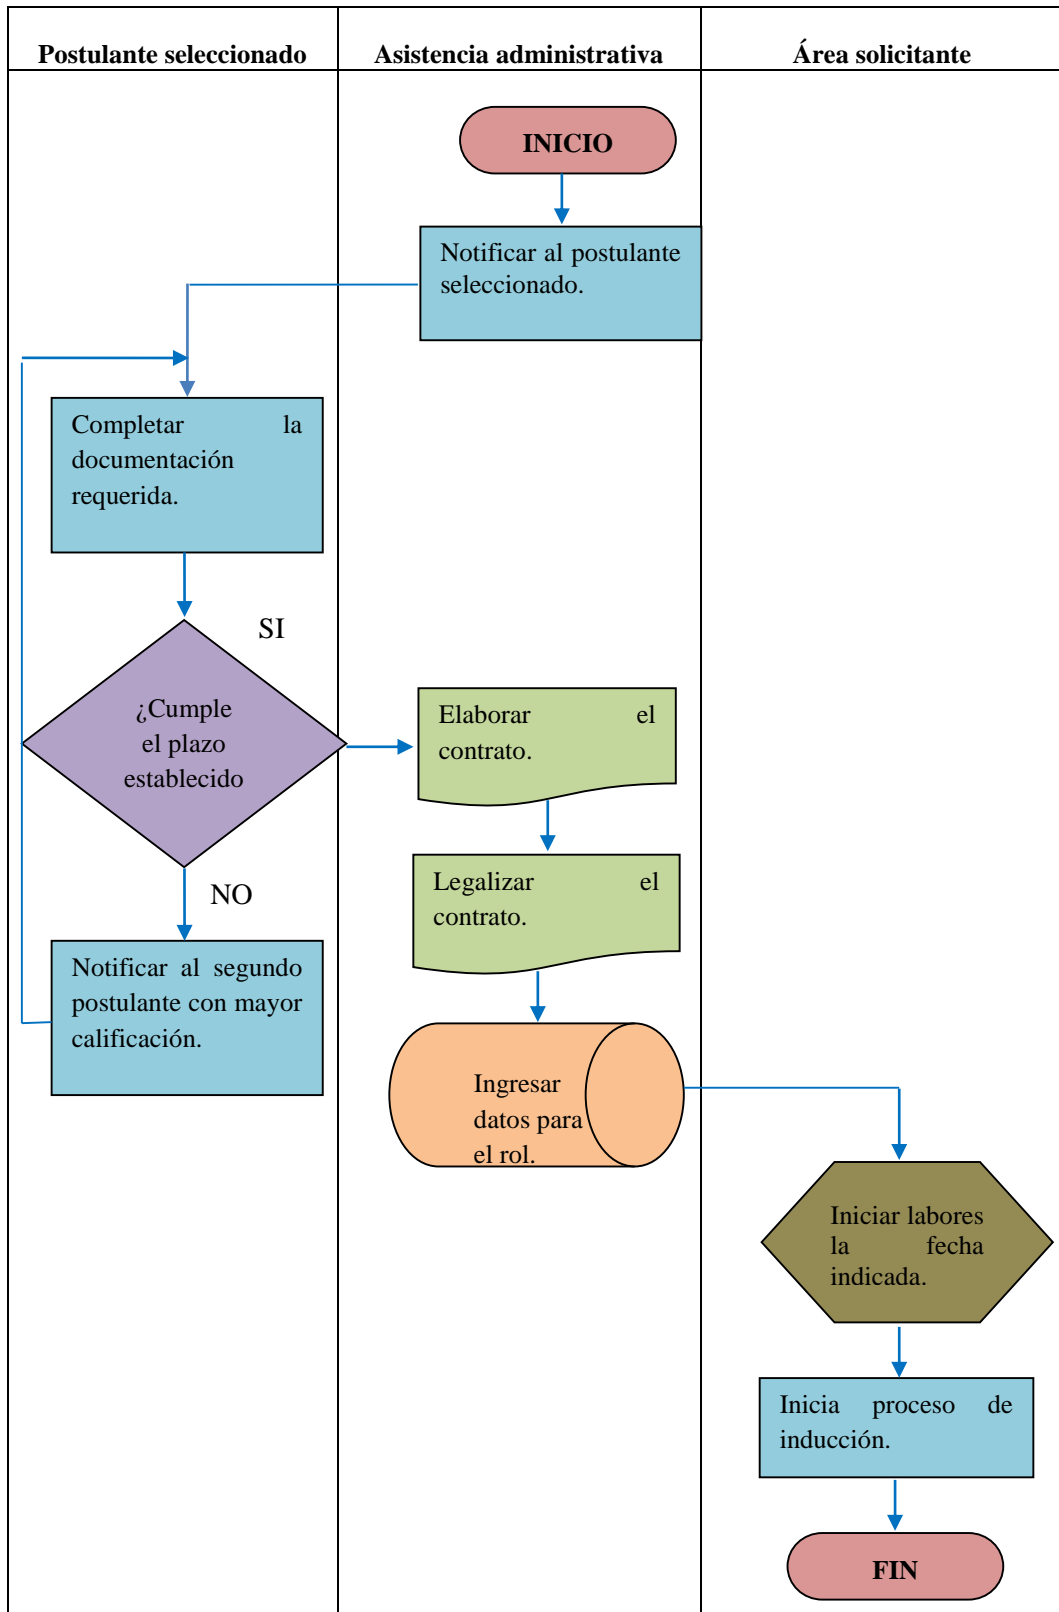 Postulante seleccionado
Asistencia administrativa
Área solicitante
INICIO
Notificar al postulante
seleccionado.
Completar la
documentación
requerida.
SI
¿Cumple
el plazo
establecido
NO
Notificar al segundo
postulante con mayor
calificación.
Elaborar el
contrato.
Legalizar el
contrato.
Ingresar
datos para
el rol.
Iniciar labores
la fecha
indicada.
Inicia proceso de
inducción.
FIN